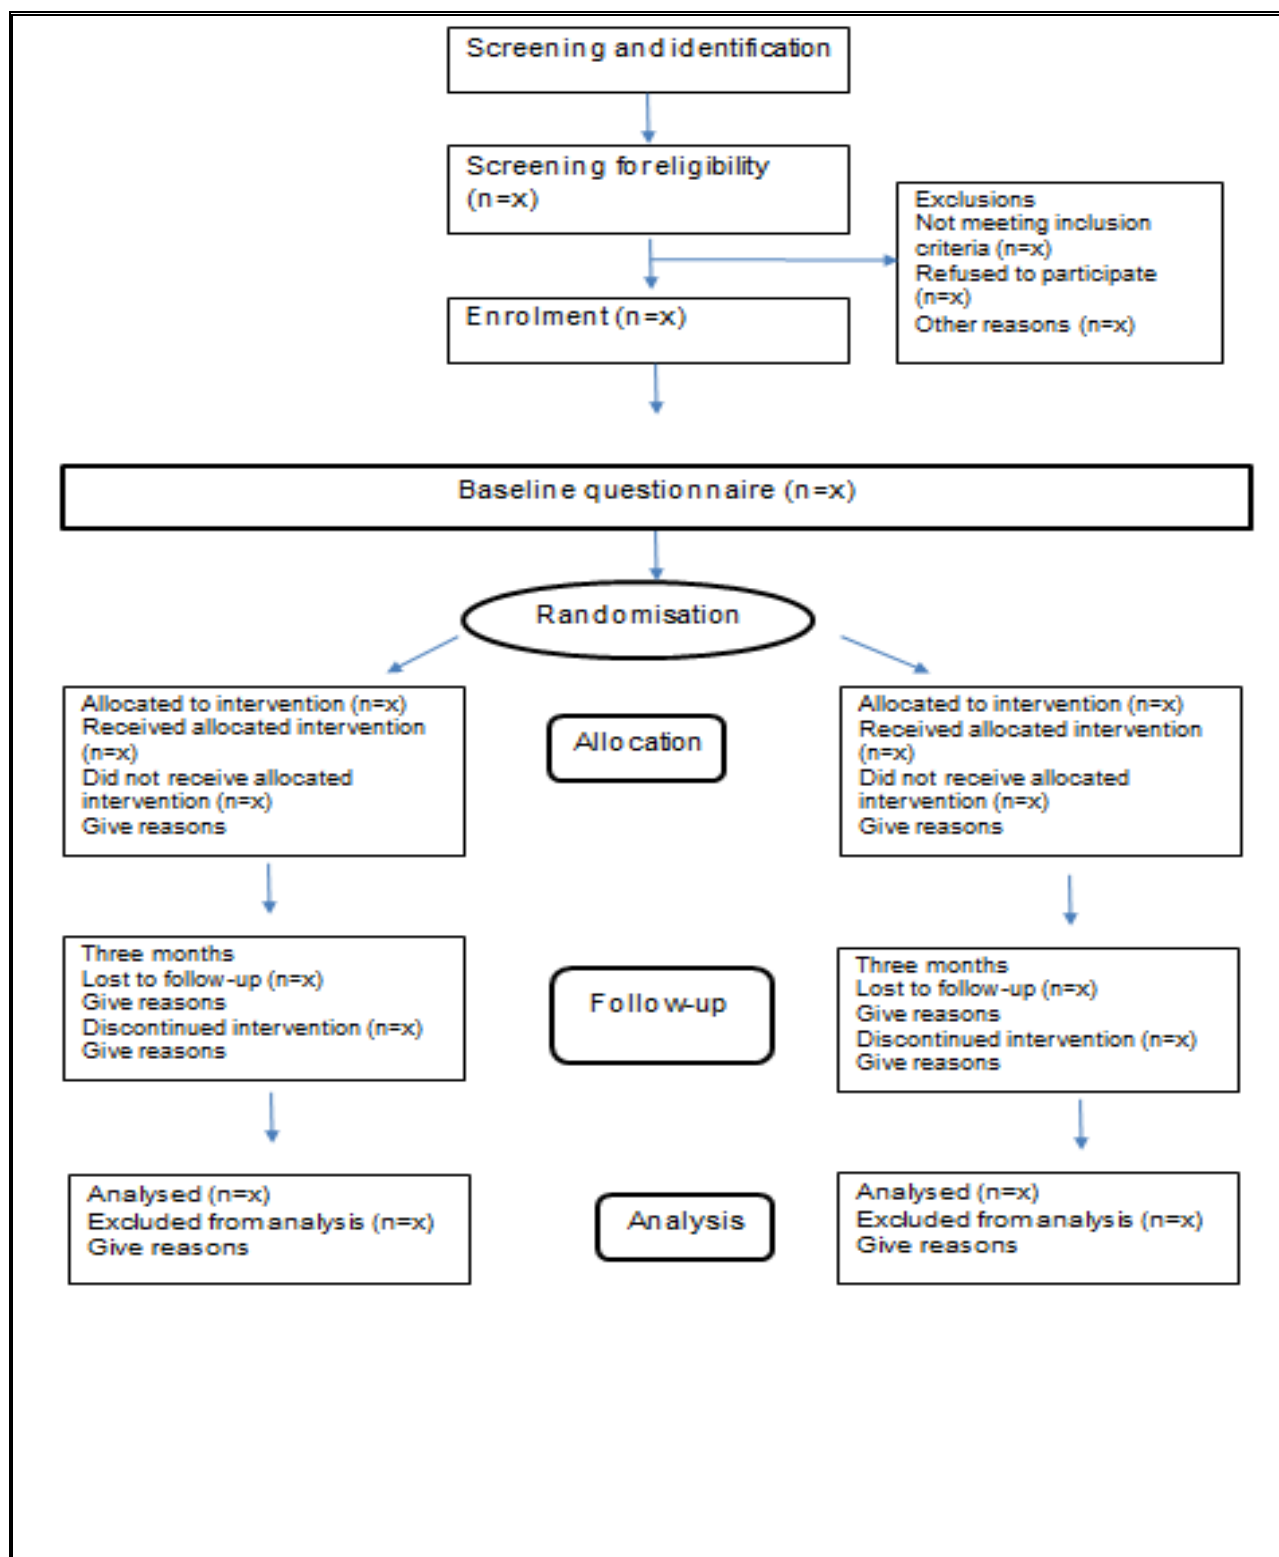 Screening and identification
Screening for eligibility
(n=x)
Exclusions
Not meeting inclusion
criteria (n=x)
Refused to participate
(n=x)
Other reasons (n=x)
Enrolment (n=x)
Baseline questionnaire (n=x)
Randomisation
Allocated to intervention (n=x)
Received allocated intervention
(n=x)
Did not receive allocated
intervention (n=x)
Give reasons
Allocation
Allocated to intervention (n=x)
Received allocated intervention
(n=x)
Did not receive allocated
intervention (n=x)
Give reasons
Three months
Lost to follow-up (n=x)
Give reasons
Discontinued intervention (n=x)
Give reasons
Follow-up
Three months
Lost to follow-up (n=x)
Give reasons
Discontinued intervention (n=x)
Give reasons
Analysed (n=x)
Excluded from analysis (n=x)
Give reasons
Analysis
Analysed (n=x)
Excluded from analysis (n=x)
Give reasons